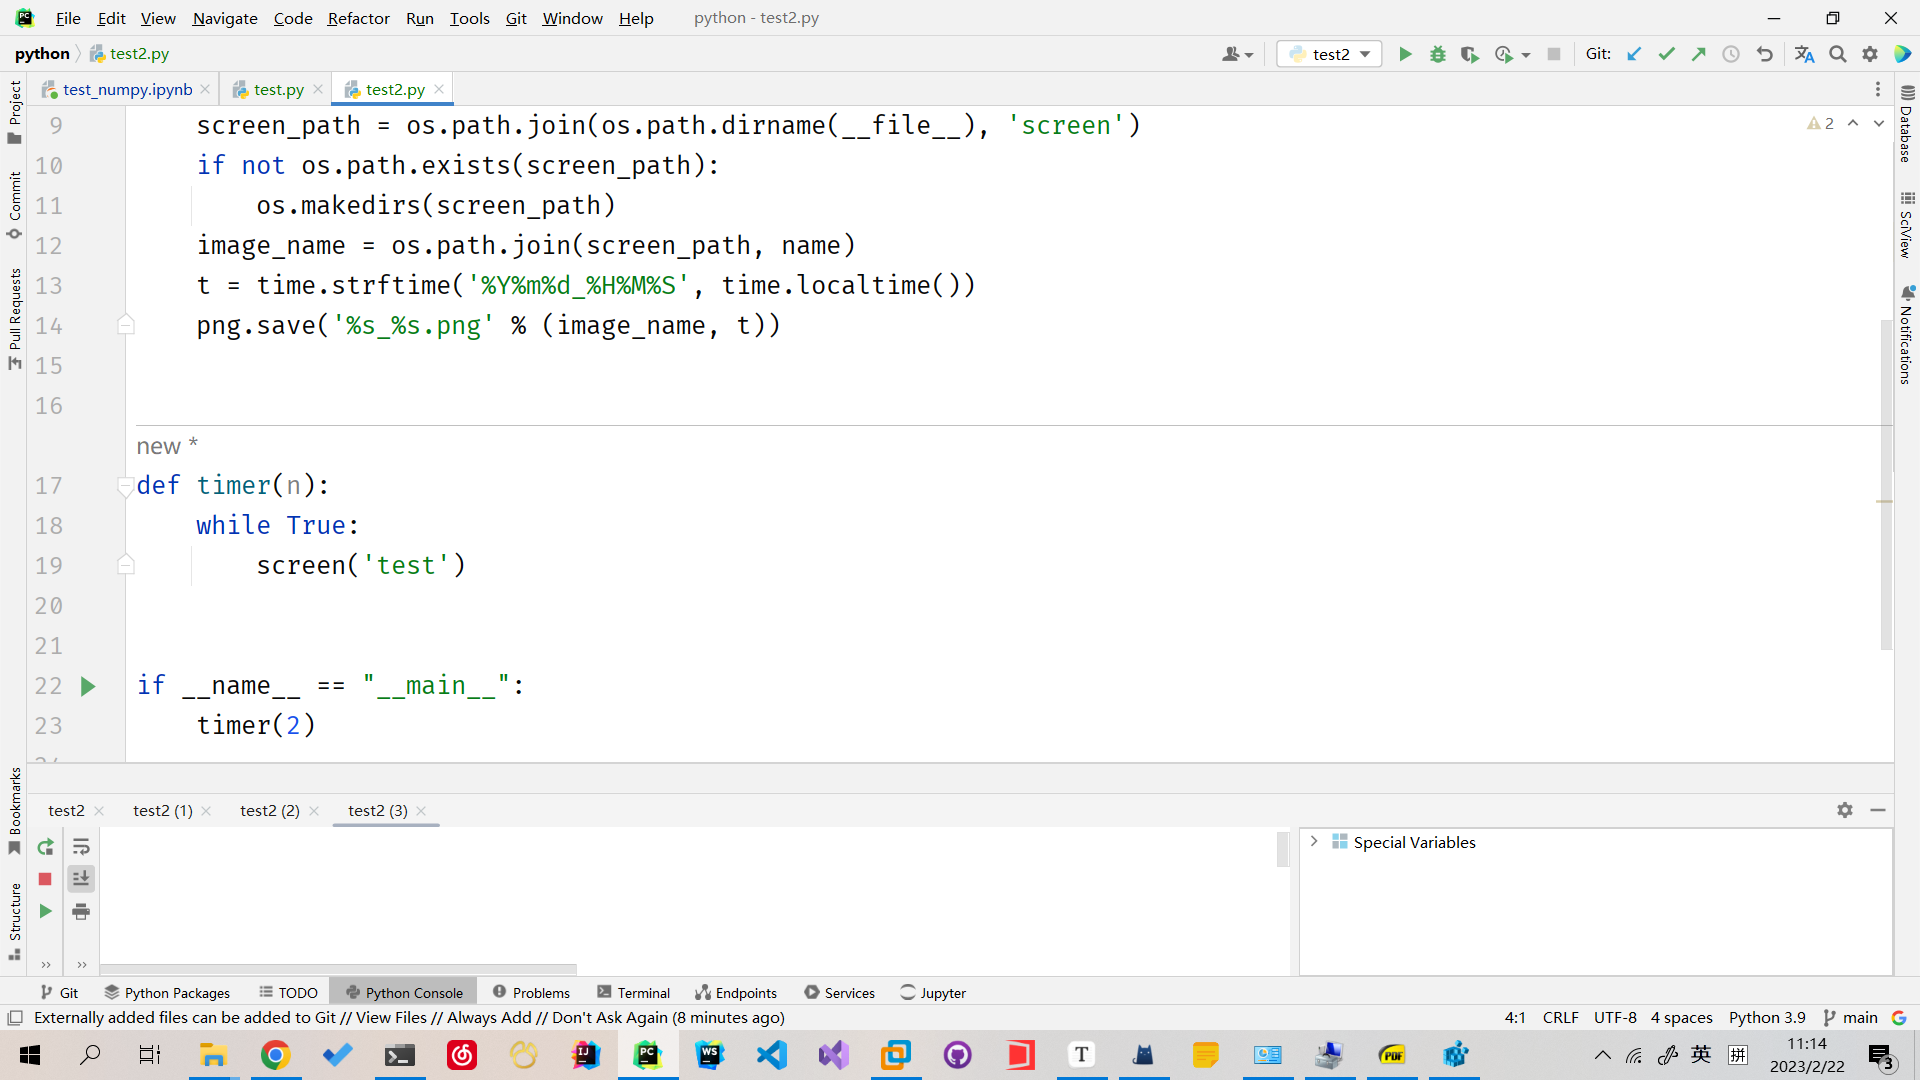 File Edit View Navigate Code Refactor Run Tools Git Window Help python - test2.py
python test2.py test2 Git:
test_numpy.ipynb test.py test2.py
9 screen_path = os.path.join(os.path.dirname(__file__), 'screen')
2
10 if not os.path.exists(screen_path):
11 os.makedirs(screen_path)
12 image_name = os.path.join(screen_path, name)
13 t = time.strftime('%Y%m%d_%H%M%S', time.localtime())
14 png.save('%s_%s.png' % (image_name, t))
15
16
new *
17 def timer(n):
18 while True:
19 screen('test')
20
21
22 if __name__ == "__main__":
23 timer(2)
Project
Commit
Pull Requests
Bookmarks
Structure
Database
SciView
Notifications
test2 test2 (1) test2 (2) test2 (3)
Special Variables
Git Python Packages TODO Python Console Problems Terminal Endpoints Services Jupyter
Externally added files can be added to Git // View Files // Always Add // Don't Ask Again (8 minutes ago) 4:1 CRLF UTF-8 4 spaces Python 3.9 main
英 拼 11:14
2023/2/22
3